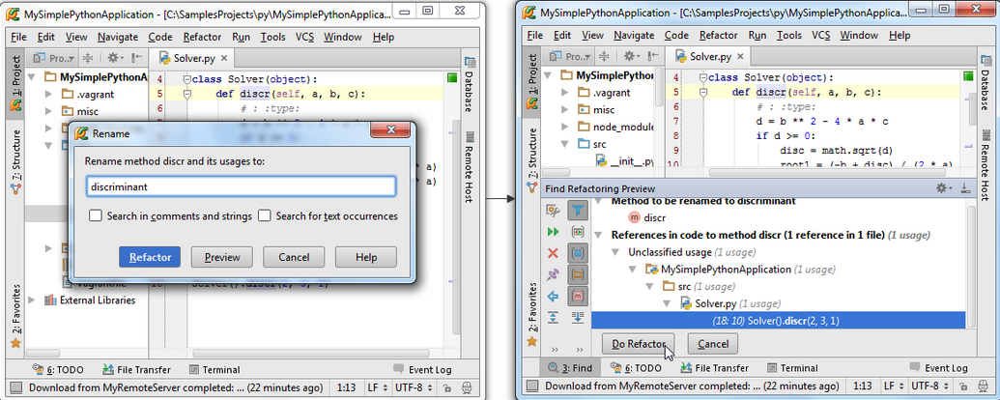 MySimplePythonApplication - [C:\SamplesProjects\py\MySimplePythonApplica...
File Edit View Navigate Code Refactor Run Tools VCS Window Help
1: Project
7: Structure
2: Favorites
Pro..
Solver.py
MySimplePythonA
.vagrant
misc
External Libraries
4 class Solver(object):
5 def discr(self, a, b, c):
6 # : :type:
* a)
* a)
Rename
Rename method discr and its usages to:
discriminant
Search in comments and strings Search for text occurrences
Refactor Preview Cancel Help
Database
Remote Host
6: TODO File Transfer Terminal Event Log
Download from MyRemoteServer completed: ... (22 minutes ago) 1:13 LF UTF-8
MySimplePythonApplication - [C:\SamplesProjects\py\MySimplePythonApplica...
File Edit View Navigate Code Refactor Run Tools VCS Window Help
1: Project
7: Structure
2: Favorites
Pro..
Solver.py
MySimplePython
.vagrant
misc
node_module
src
__init__.py
4 class Solver(object):
5 def discr(self, a, b, c):
6 # : :type:
7 d = b ** 2 - 4 * a * c
8 if d >= 0:
9 disc = math.sqrt(d)
10 root1 = (-b + disc) / (2 * a)
Database
Remote Host
Find Refactoring Preview
Method to be renamed to discriminant
discr
References in code to method discr (1 reference in 1 file) (1 usage)
Unclassified usage (1 usage)
MySimplePythonApplication (1 usage)
src (1 usage)
Solver.py (1 usage)
(18: 10) Solver().discr(2, 3, 1)
Do Refactor Cancel
3: Find 6: TODO File Transfer Terminal Event Log
Download from MyRemoteServer completed: ... (22 minutes ago) 1:13 LF UTF-8